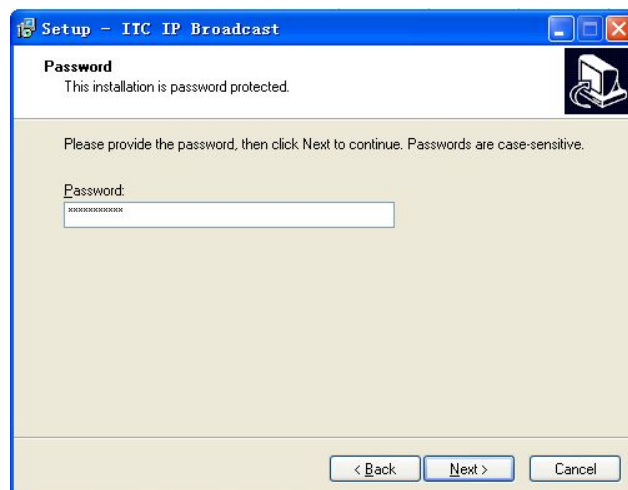 Setup - ITC IP Broadcast
Password
This installation is password protected.
Please provide the password, then click Next to continue. Passwords are case-sensitive.
Password:
***********
< Back
Next >
Cancel